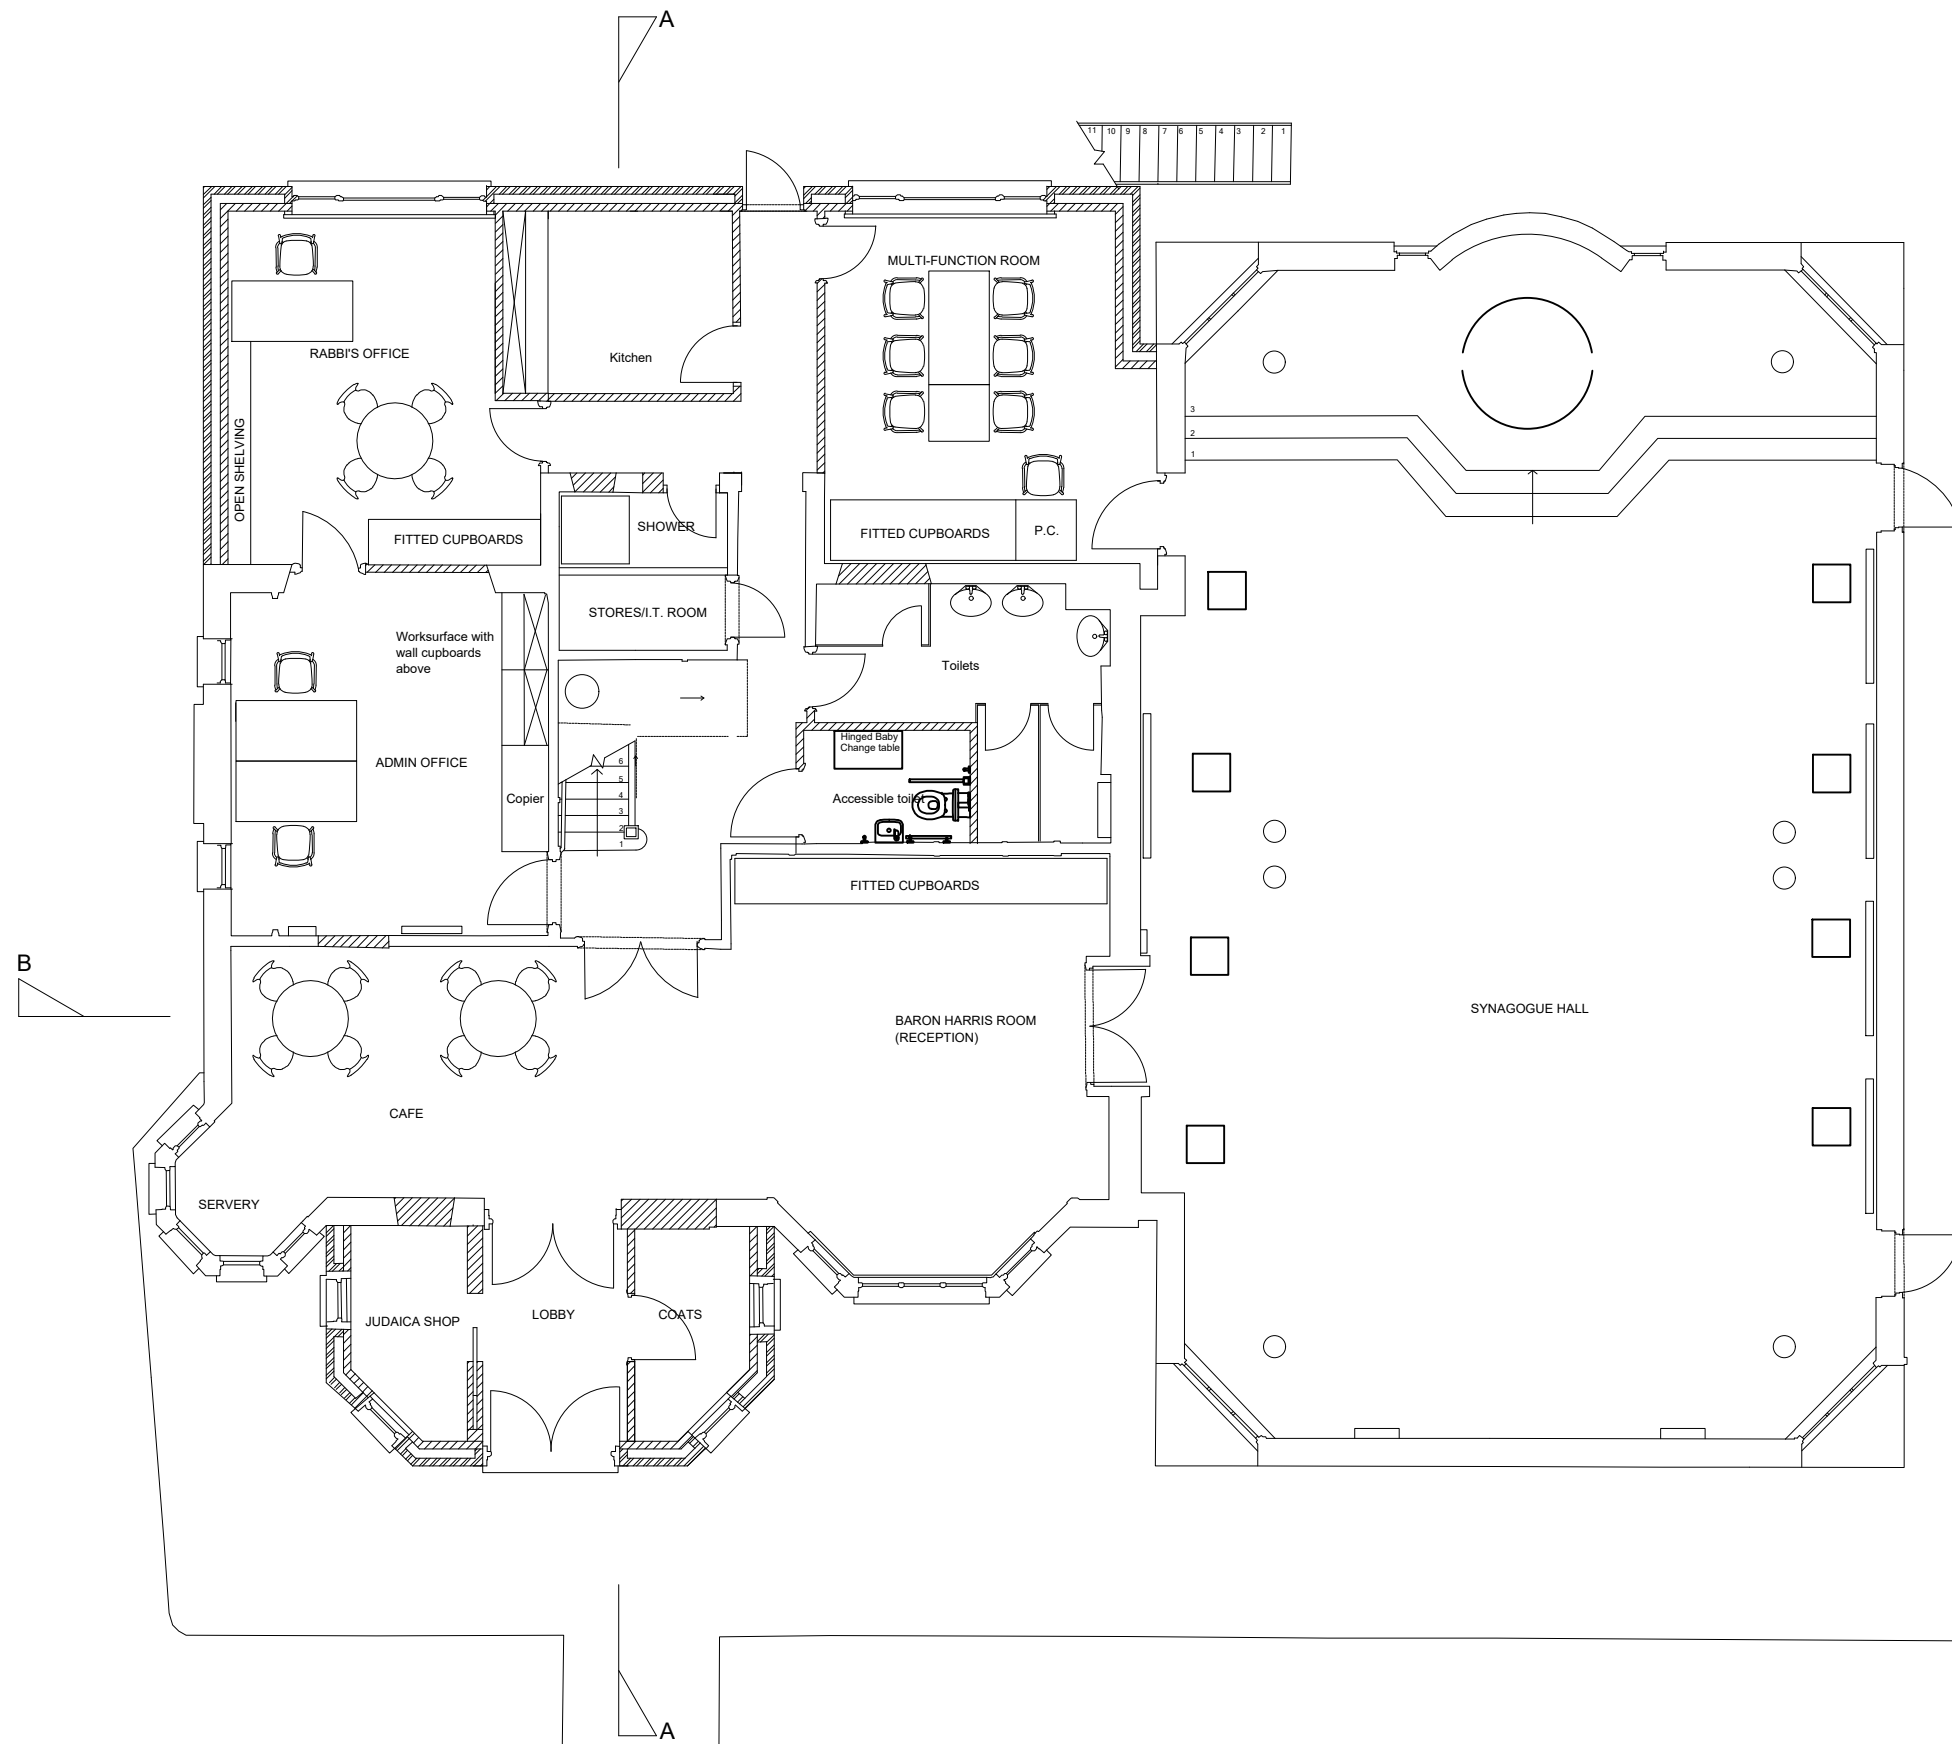 A
11 10 9 8 7 6 5 4 3 2 1
MULTI-FUNCTION ROOM
RABBI'S OFFICE
Kitchen
3
2
1
OPEN SHELVING
FITTED CUPBOARDS
SHOWER
FITTED CUPBOARDS
P.C.
STORES/I.T. ROOM
Worksurface with
wall cupboards
above
Toilets
Hinged Baby
Change table
ADMIN OFFICE
Copier
6
5
4
3
2
1
Accessible toilet
FITTED CUPBOARDS
B
SYNAGOGUE HALL
BARON HARRIS ROOM
(RECEPTION)
CAFE
SERVERY
JUDAICA SHOP
LOBBY
COATS
A